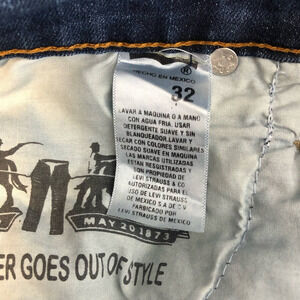 ®
HECHO EN MEXICO
32
LAVAR A MAQUINA O A MANO
CON AGUA FRIA. USAR
DETERGENTE SUAVE Y SIN
BLANQUEADOR LAVAR Y
SECAR CON COLORES SIMILARES
SECADO SUAVE EN MAQUINA
LAS MARCAS UTILIZADAS
ESTAN REGISTRADAS Y
SON PROPIEDAD DE
LEVI STRAUSS & CO
AUTORIZADAS PARA EL
USO DE LEVI STRAUSS
DE MEXICO S A DE C V
FABRICADO POR
LEVI STRAUSS DE MEXICO
MAY 20 1873
ER GOES OUT OF STYLE